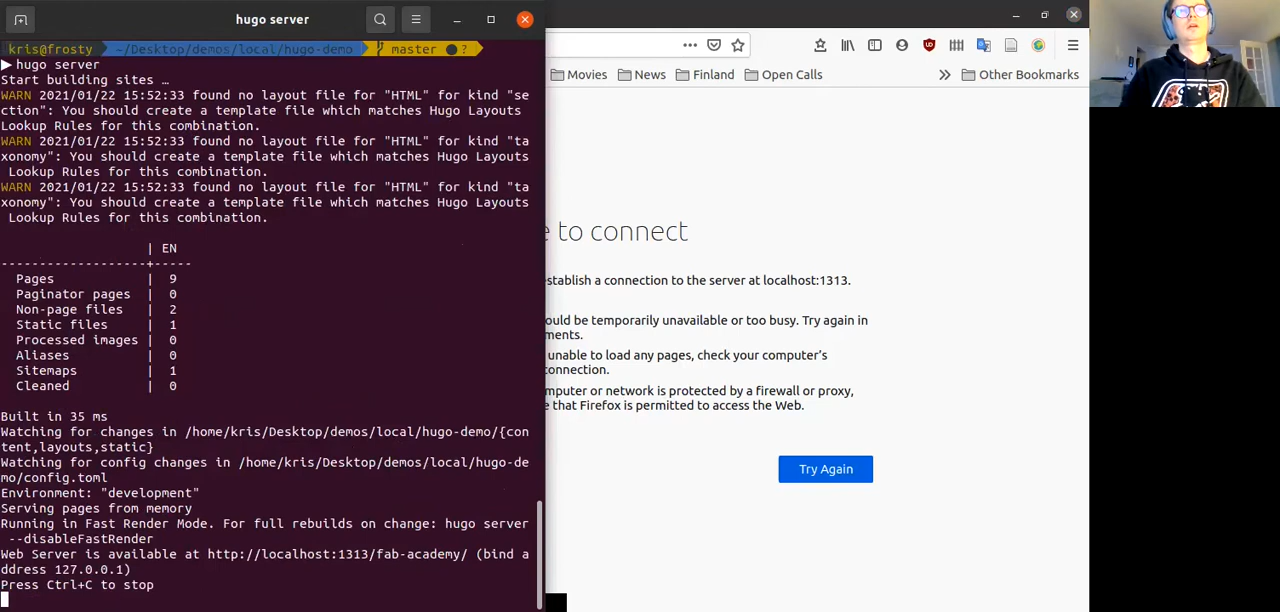 hugo server
kris@frosty ~/Desktop/demos/local/hugo-demo master ?
hugo server
Start building sites …
WARN 2021/01/22 15:52:33 found no layout file for "HTML" for kind "se
ction": You should create a template file which matches Hugo Layouts
Lookup Rules for this combination.
WARN 2021/01/22 15:52:33 found no layout file for "HTML" for kind "ta
xonomy": You should create a template file which matches Hugo Layouts
Lookup Rules for this combination.
WARN 2021/01/22 15:52:33 found no layout file for "HTML" for kind "ta
xonomy": You should create a template file which matches Hugo Layouts
Lookup Rules for this combination.
| EN
-------------------+-----
Pages | 9
Paginator pages | 0
Non-page files | 2
Static files | 1
Processed images | 0
Aliases | 0
Sitemaps | 1
Cleaned | 0
Built in 35 ms
Watching for changes in /home/kris/Desktop/demos/local/hugo-demo/{con
tent,layouts,static}
Watching for config changes in /home/kris/Desktop/demos/local/hugo-de
mo/config.toml
Environment: "development"
Serving pages from memory
Running in Fast Render Mode. For full rebuilds on change: hugo server
--disableFastRender
Web Server is available at http://localhost:1313/fab-academy/ (bind a
ddress 127.0.0.1)
Press Ctrl+C to stop
Movies News Finland Open Calls Other Bookmarks
e to connect
establish a connection to the server at localhost:1313.
ould be temporarily unavailable or too busy. Try again in
ments.
unable to load any pages, check your computer's
connection.
mputer or network is protected by a firewall or proxy,
e that Firefox is permitted to access the Web.
Try Again